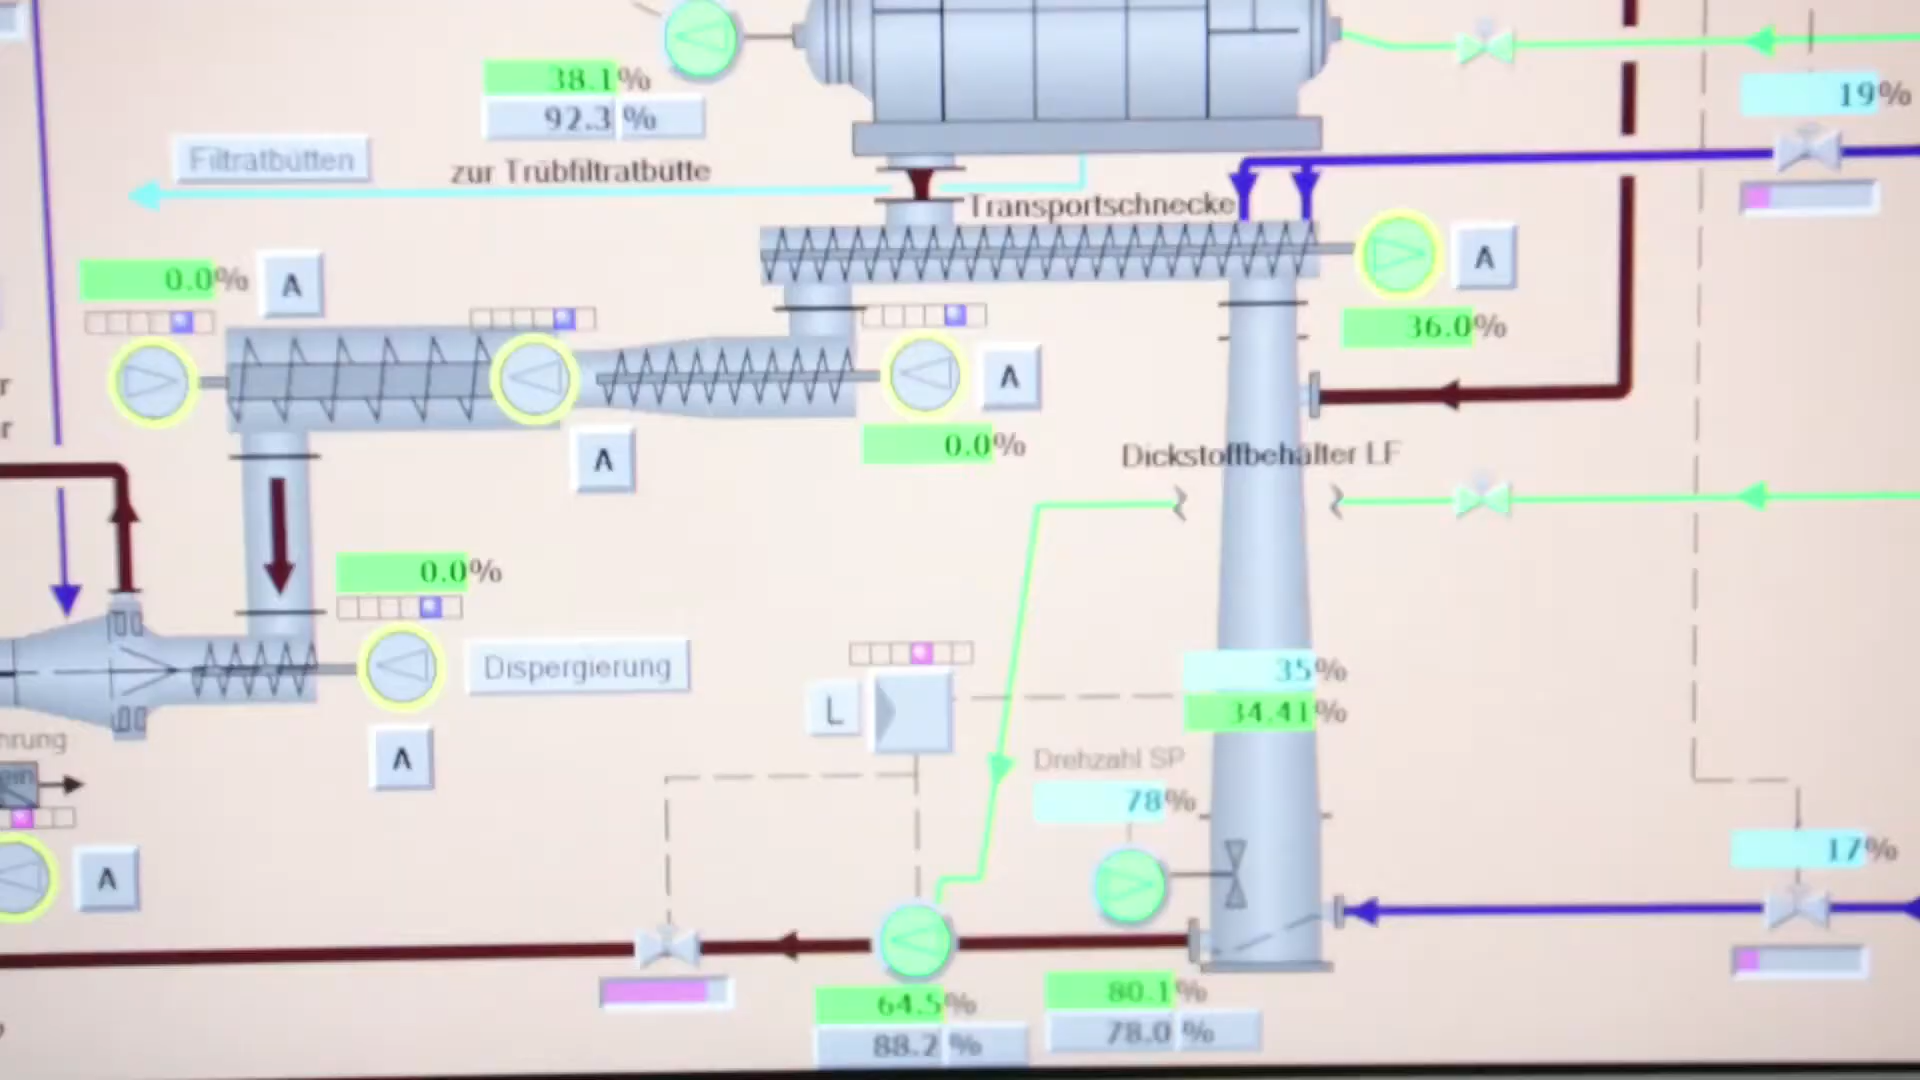 38.1%
92.3 %
19%
Filtratbütten
zur Trübfiltratbütte
Transportschnecke
0.0%
A
A
36.0%
A
A
0.0%
Dickstoffbehälter LF
0.0%
Dispergierung
A
35%
L
34.41%
Drehzahl SP
78%
17%
A
64.5%
80.1%
88.2 %
78.0 %